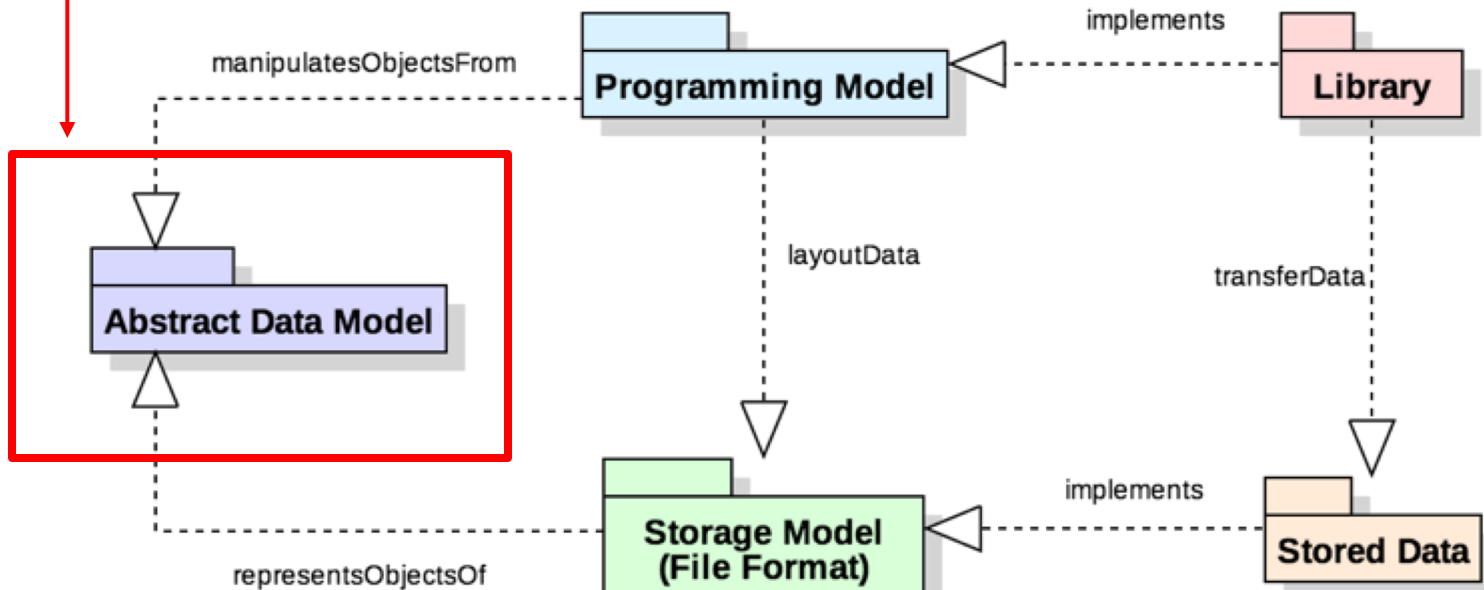 implements
manipulatesObjectsFrom
Programming Model
Library
layoutData
transferData
Abstract Data Model
implements
Storage Model
(File Format)
Stored Data
representsObjectsOf